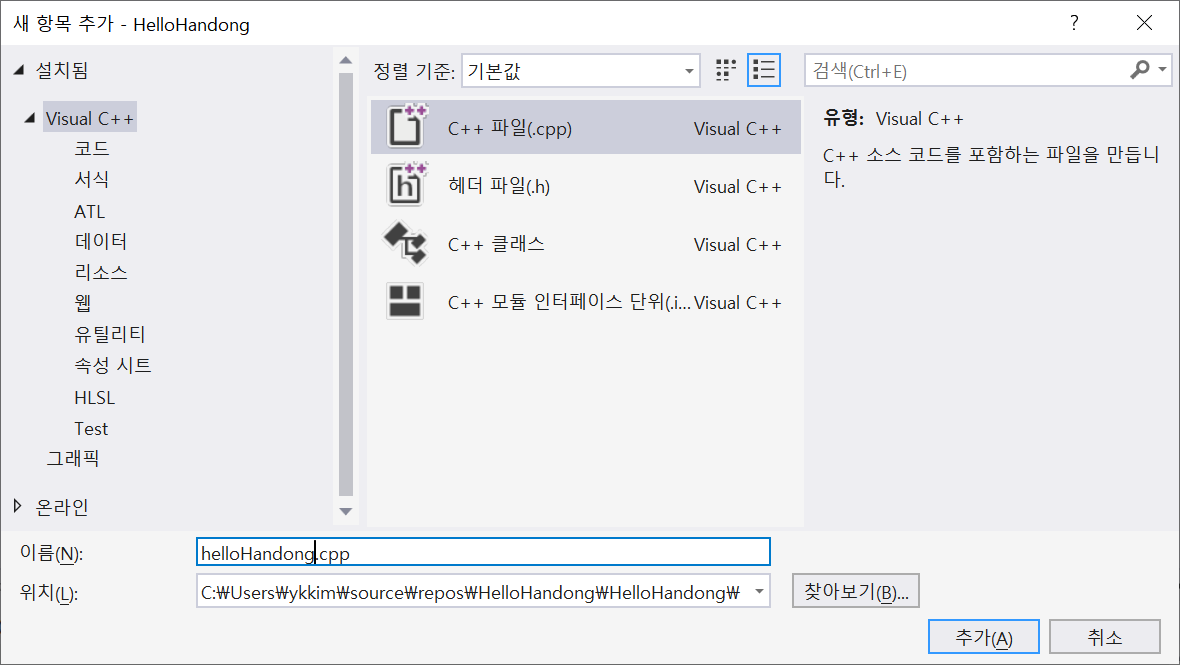 새 항목 추가 - HelloHandong
?
설치됨
Visual C++
코드
서식
ATL
데이터
리소스
웹
유틸리티
속성 시트
HLSL
Test
그래픽
온라인
정렬 기준: 기본값
C++ 파일(.cpp) Visual C++
헤더 파일(.h) Visual C++
C++ 클래스 Visual C++
C++ 모듈 인터페이스 단위(.i... Visual C++
검색(Ctrl+E)
유형: Visual C++
C++ 소스 코드를 포함하는 파일을 만듭니
다.
이름(N): helloHandong.cpp
위치(L): C:₩Users₩ykkim₩source₩repos₩HelloHandong₩HelloHandong₩
찾아보기(B)...
추가(A)
취소